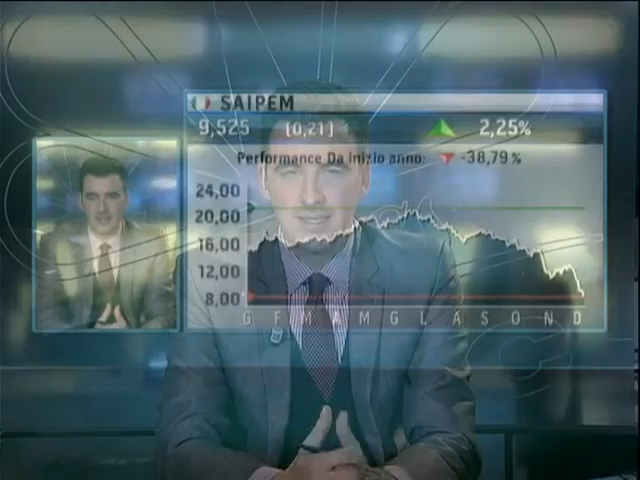 SAIPEM
9,525 [0,21] 2,25%
Performance Da inizio anno: -38,79%
24,00
20,00
16,00
12,00
8,00
G F M A M G L A S O N D